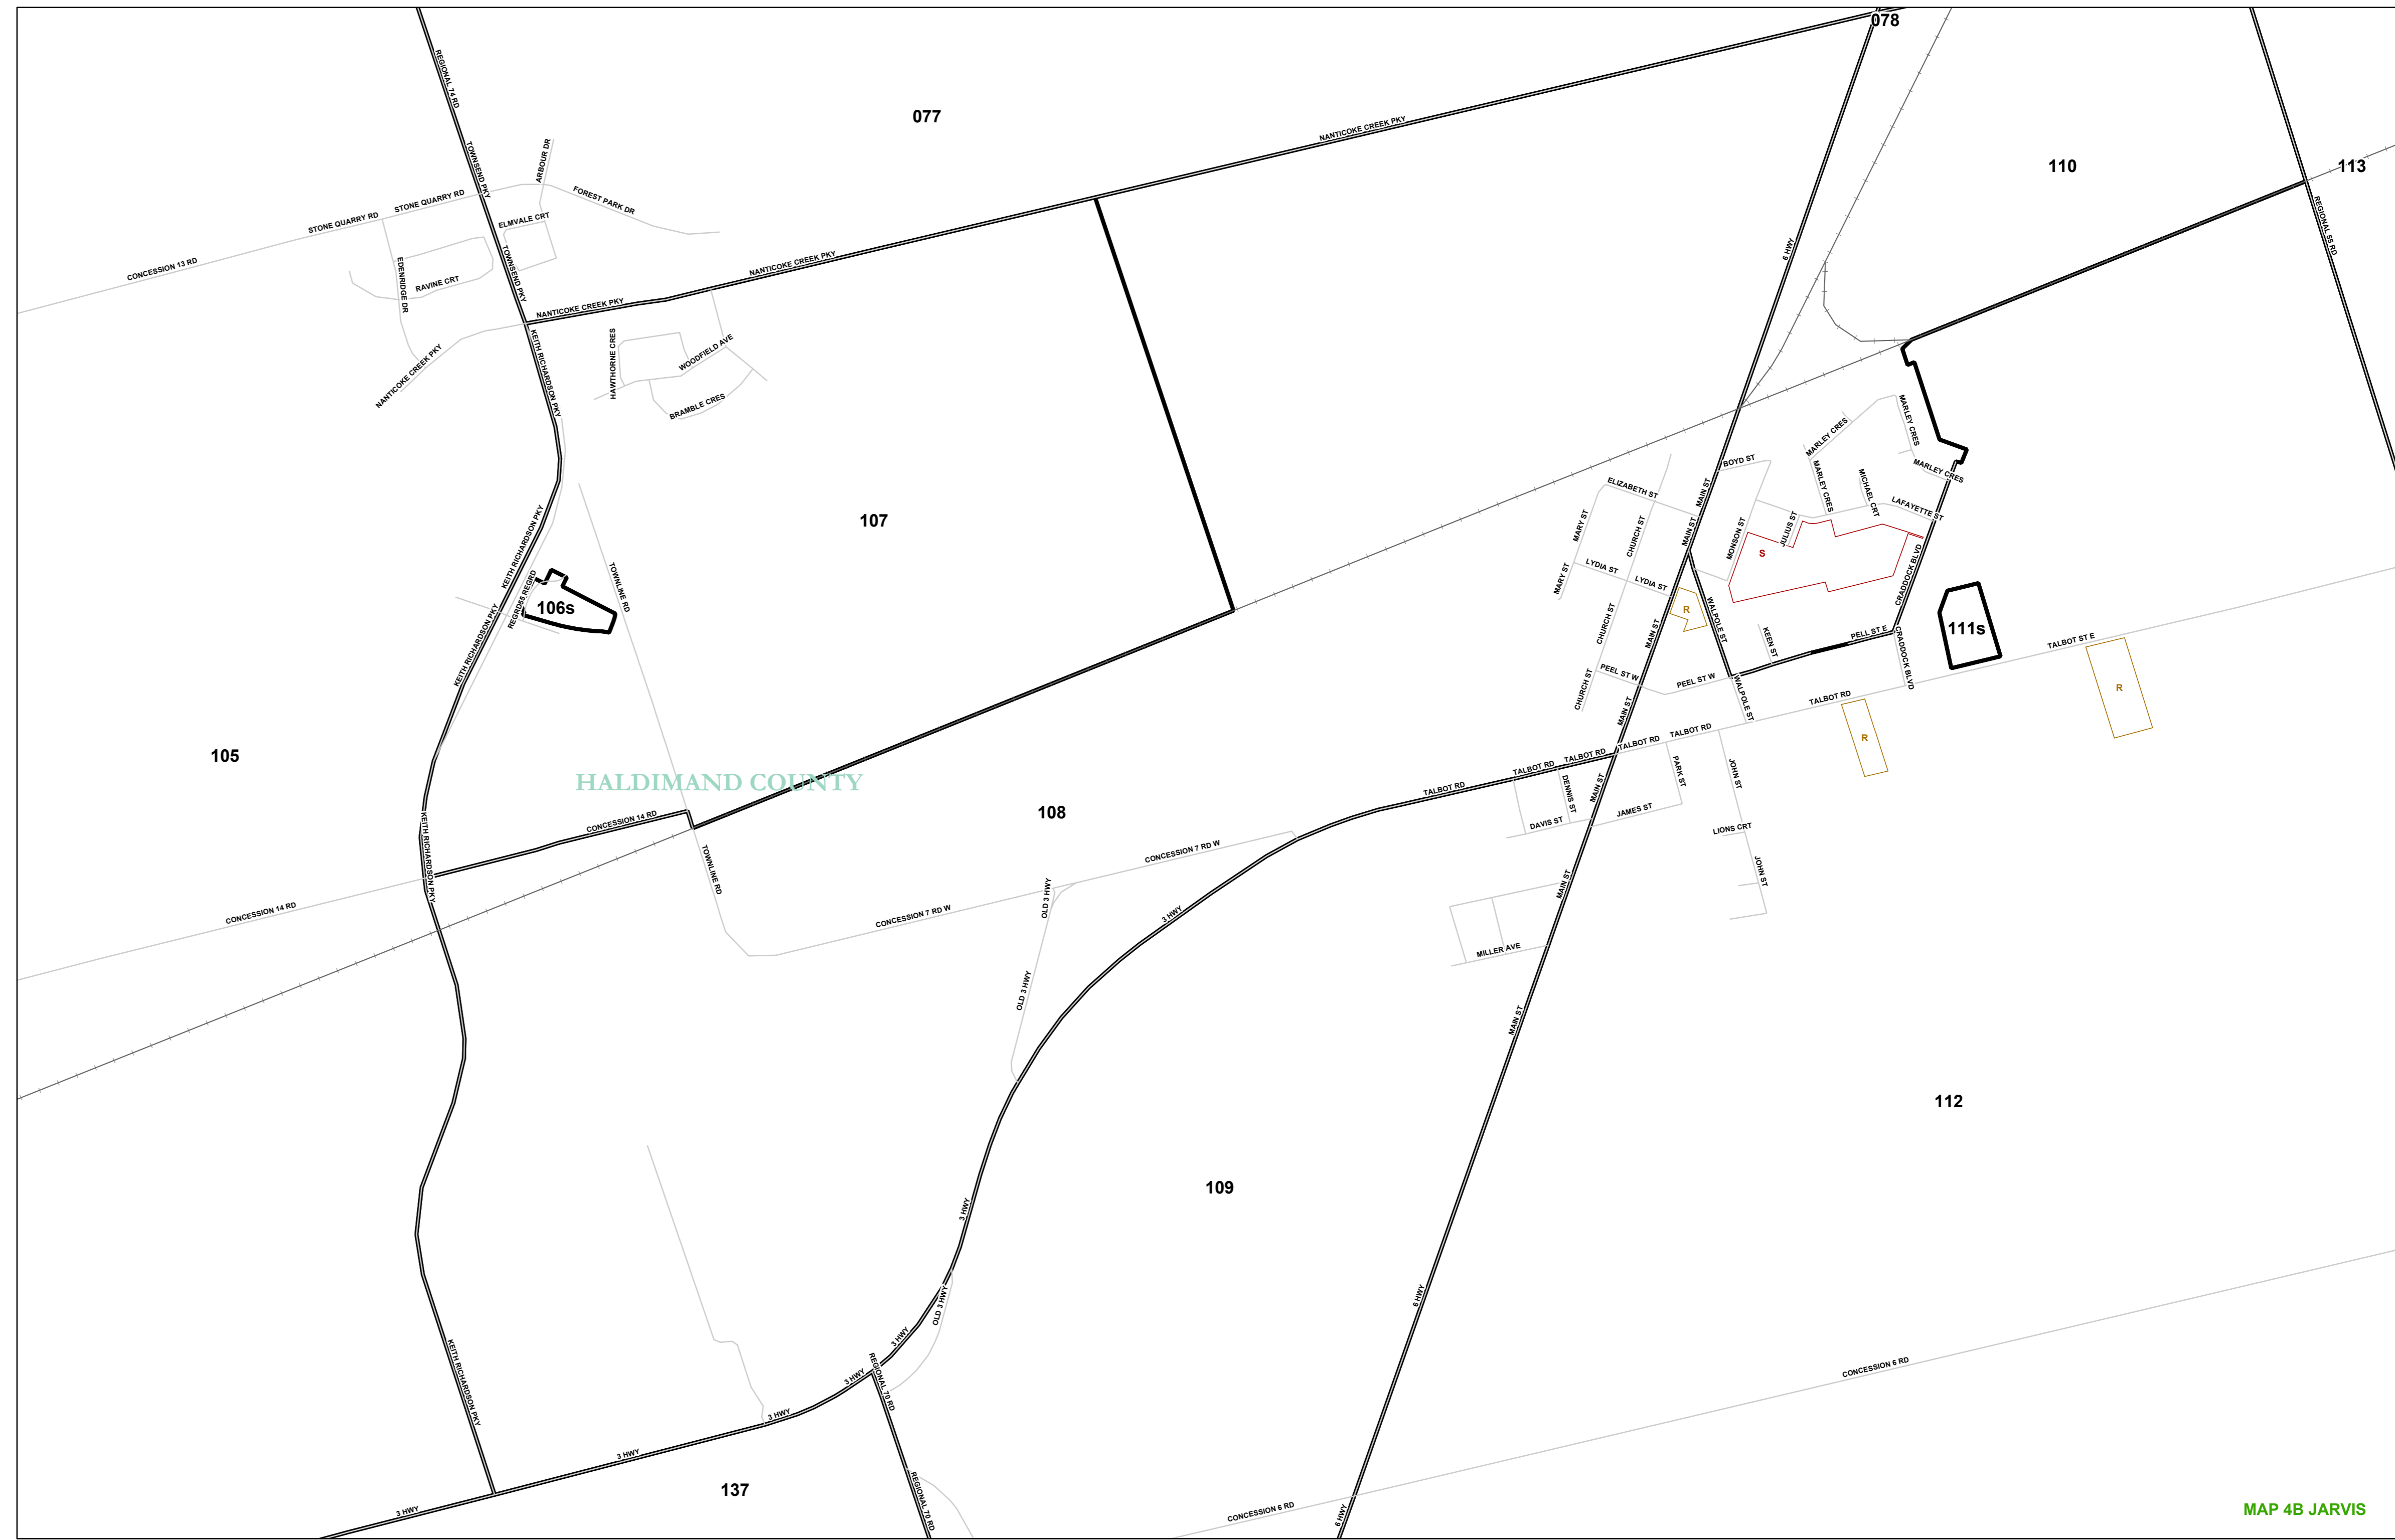 078
REGIONAL 74 RD
077
NANTICOKE CREEK PKY
110
113
TOWNSEND PKY
ARBOUR DR
FOREST PARK DR
STONE QUARRY RD
STONE QUARRY RD
ELMVALE CRT
REGIONAL 55 RD
CONCESSION 13 RD
EDENRIDGE DR
RAVINE CRT
TOWNSEND PKY
NANTICOKE CREEK PKY
6 HWY
NANTICOKE CREEK PKY
NANTICOKE CREEK PKY
KEITH RICHARDSON PKY
HAWTHORNE CRES
WOODFIELD AVE
BRAMBLE CRES
MARLEY CRES
MARLEY CRES
MARLEY CRES
MARLEY CRES
BOYD ST
ELIZABETH ST
MAIN ST
MICHAEL CRT
LAFAYETTE ST
107
MARY ST
CHURCH ST
MAIN ST
MONSON ST
JULIUS ST
S
KEITH RICHARDSON PKY
REGRD55 REGRD
106s
TOWNLINE RD
MARY ST
LYDIA ST
LYDIA ST
R
CRADDOCK BLVD
WALPOLE ST
CHURCH ST
MAIN ST
KEEN ST
PELL ST E
111s
CRADDOCK BLVD
TALBOT ST E
KEITH RICHARDSON PKY
CHURCH ST
PEEL ST W
PEEL ST W
WALPOLE ST
R
TALBOT RD
MAIN ST
R
105
HALDIMAND COUNTY
TALBOT RD
TALBOT RD
TALBOT RD
TALBOT RD
TALBOT RD
DENNIS ST
MAIN ST
PARK ST
JOHN ST
108
DAVIS ST
JAMES ST
LIONS CRT
CONCESSION 14 RD
KEITH RICHARDSON PKY
TOWNLINE RD
CONCESSION 7 RD W
JOHN ST
CONCESSION 14 RD
CONCESSION 7 RD W
OLD 3 HWY
3 HWY
MAIN ST
MILLER AVE
OLD 3 HWY
MAIN ST
112
109
3 HWY
OLD 3 HWY
6 HWY
3 HWY
KEITH RICHARDSON PKY
3 HWY
REGIONAL 70 RD
CONCESSION 6 RD
3 HWY
3 HWY
137
3 HWY
REGIONAL 70 RD
CONCESSION 6 RD
6 HWY
MAP 4B JARVIS